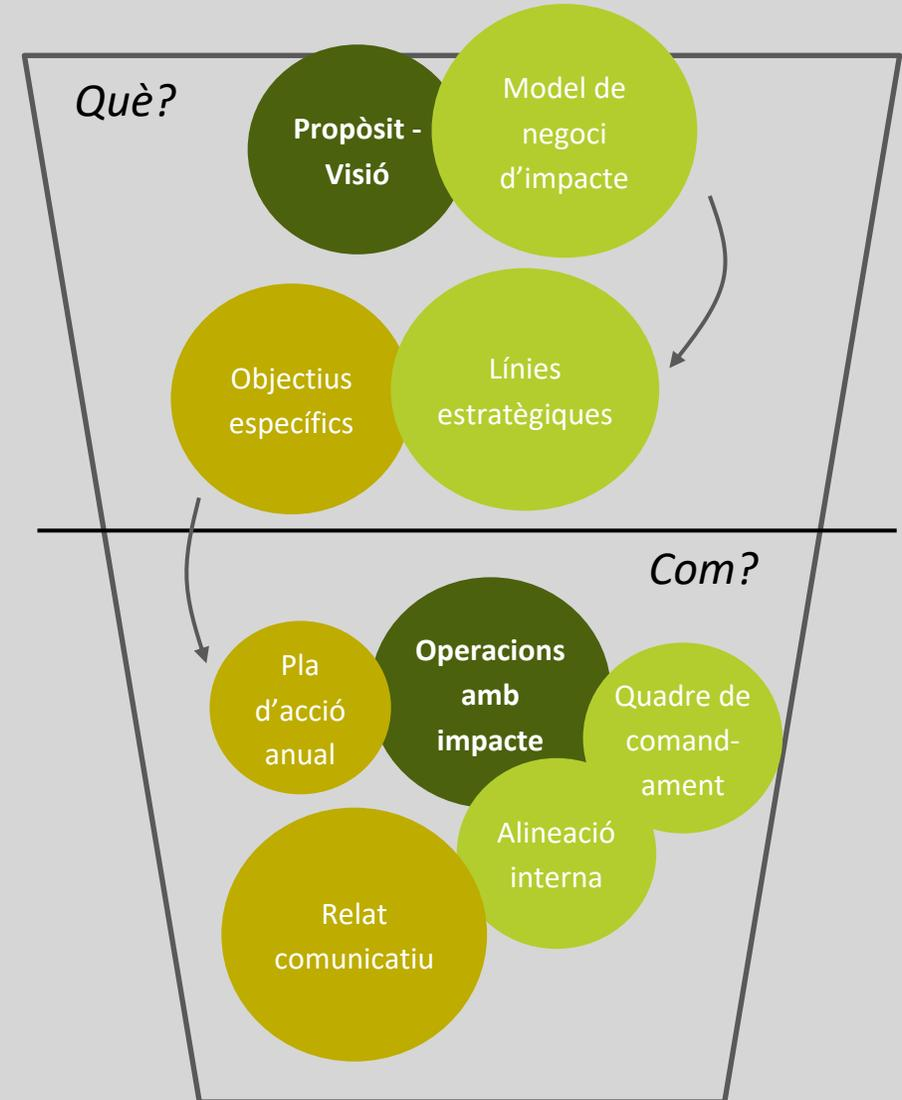 Què?
Propòsit -
Visió
Model de
negoci
d’impacte
Objectius
específics
Línies
estratègiques
Com?
Pla
d’acció
anual
Operacions
amb
impacte
Quadre de
comand-
ament
Alineació
interna
Relat
comunicatiu